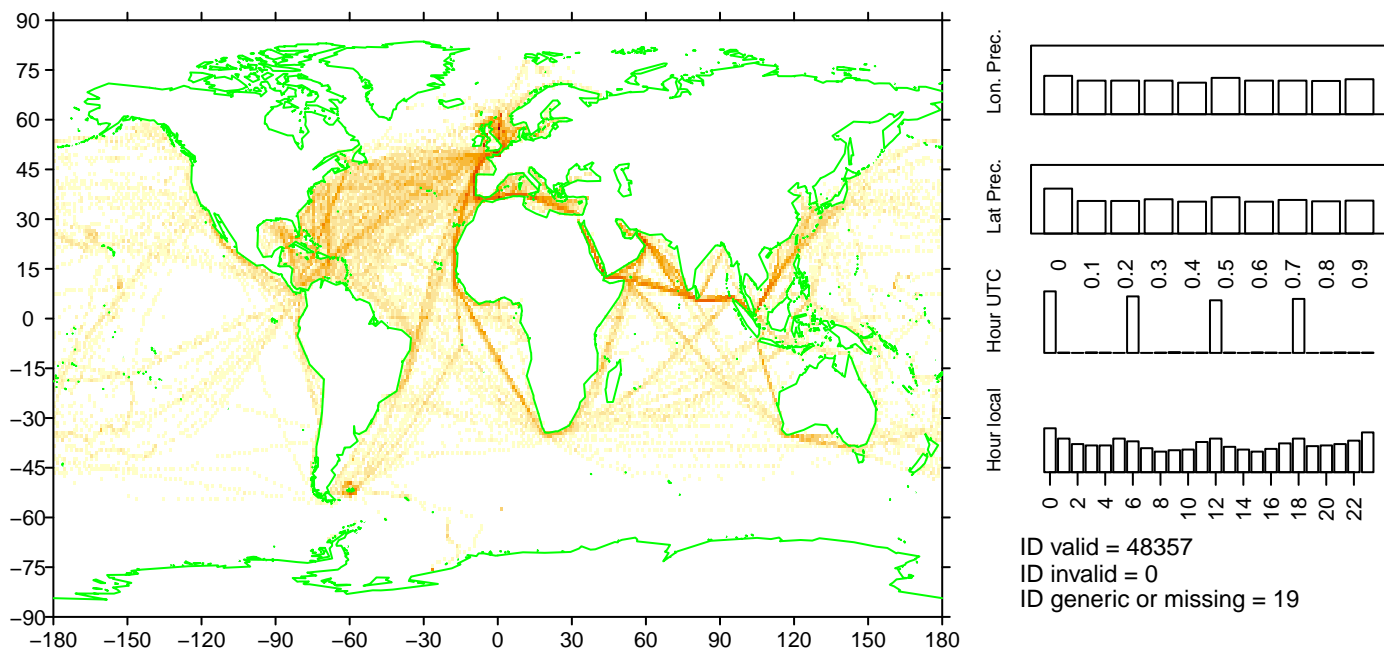 90
75
60
45
30
15
0
−15
−30
−45
−60
−75
−90
−180 −150 −120 −90 −60 −30 0 30 60 90 120 150 180
Lon. Prec.
Lat Prec.
0 0.1 0.2 0.3 0.4 0.5 0.6 0.7 0.8 0.9
Hour UTC
Hour local
0 2 4 6 8 10 12 14 16 18 20 22
ID valid = 48357
ID invalid = 0
ID generic or missing = 19